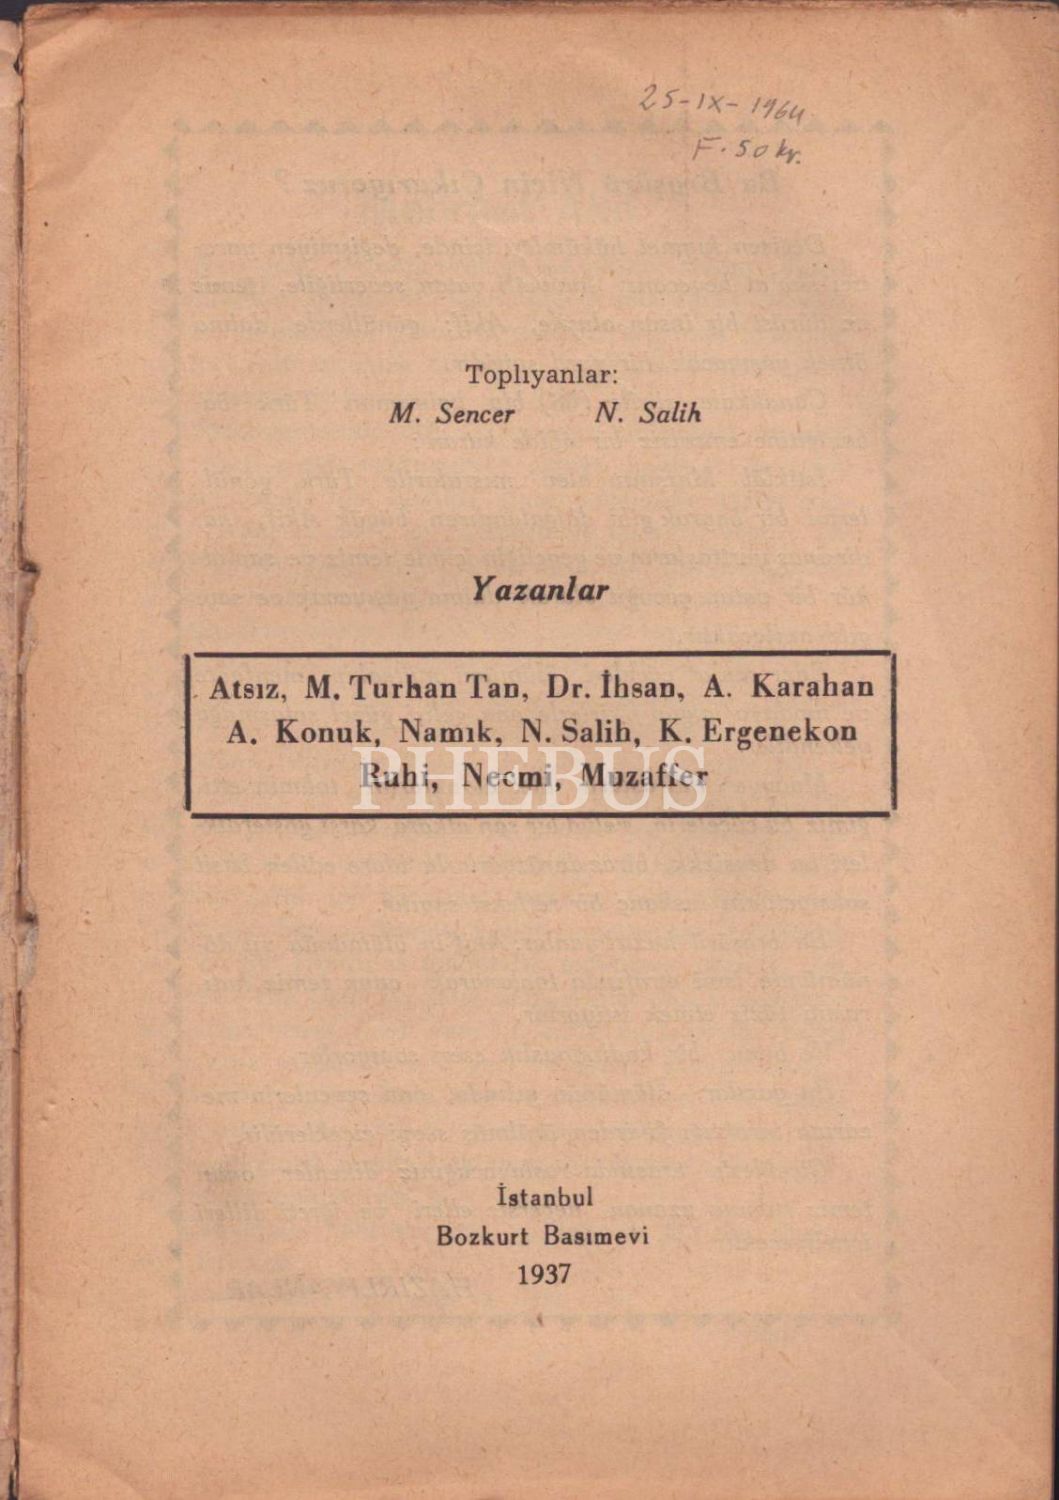 25-IX-1964
F. 50 kr.
Toplıyanlar:
M. Sencer N. Salih
Yazanlar
Atsız, M. Turhan Tan, Dr. İhsan, A. Karahan
A. Konuk, Namık, N. Salih, K. Ergenekon
Ruhi, Necmi, Muzaffer
PHEBUS
İstanbul
Bozkurt Basımevi
1937